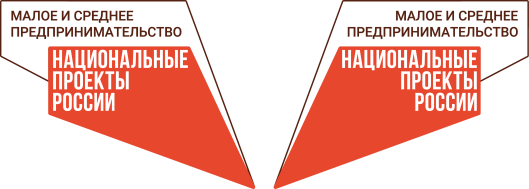 МАЛОЕ И СРЕДНЕЕ
ПРЕДПРИНИМАТЕЛЬСТВО
НАЦИОНАЛЬНЫЕ
ПРОЕКТЫ
РОССИИ
МАЛОЕ И СРЕДНЕЕ
ПРЕДПРИНИМАТЕЛЬСТВО
НАЦИОНАЛЬНЫЕ
ПРОЕКТЫ
РОССИИ